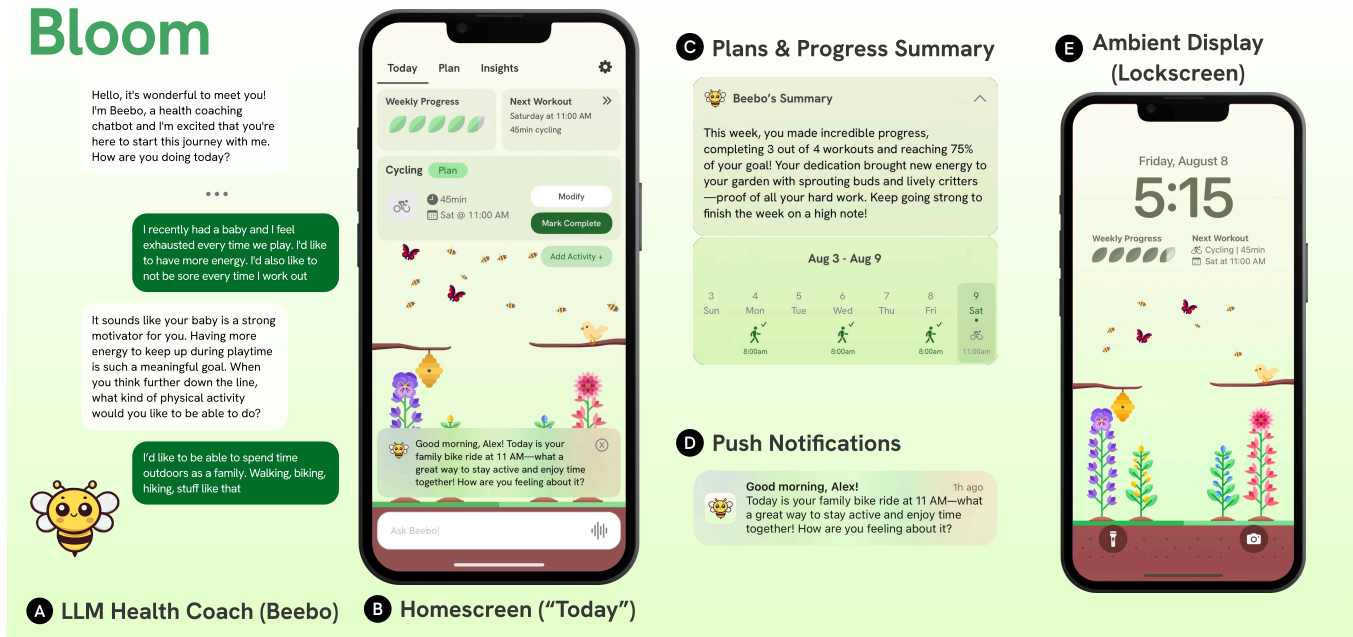 Bloom
Hello, it's wonderful to meet you!
I'm Beebo, a health coaching
chatbot and I'm excited that you're
here to start this journey with me.
How are you doing today?
I recently had a baby and I feel
exhausted every time we play. I'd like
to have more energy. I'd also like to
not be sore every time I work out
It sounds like your baby is a strong
motivator for you. Having more
energy to keep up during playtime
is such a meaningful goal. When
you think further down the line,
what kind of physical activity
would you like to be able to do?
I'd like to be able to spend time
outdoors as a family. Walking, biking,
hiking, stuff like that
A LLM Health Coach (Beebo)
Today Plan Insights
Weekly Progress
Next Workout
Saturday at 11:00 AM
45min cycling
Cycling Plan
45min
Sat @ 11:00 AM
Modify
Mark Complete
Add Activity +
Good morning, Alex! Today is your
family bike ride at 11 AM—what a
great way to stay active and enjoy time
together! How are you feeling about it?
Ask Beebo!
B Homescreen (“Today”)
C Plans & Progress Summary
Beebo's Summary
This week, you made incredible progress,
completing 3 out of 4 workouts and reaching 75%
of your goal! Your dedication brought new energy to
your garden with sprouting buds and lively critters
—proof of all your hard work. Keep going strong to
finish the week on a high note!
Aug 3 - Aug 9
3 4 5 6 7 8 9
Sun Mon Tue Wed Thu Fri Sat
8:00am 8:00am 8:00am 11:00am
D Push Notifications
Good morning, Alex! 1h ago
Today is your family bike ride at 11 AM—what
a great way to stay active and enjoy time
together! How are you feeling about it?
E Ambient Display
(Lockscreen)
Friday, August 8
5:15
Weekly Progress
Next Workout
Cycling | 45min
Sat at 11:00 AM